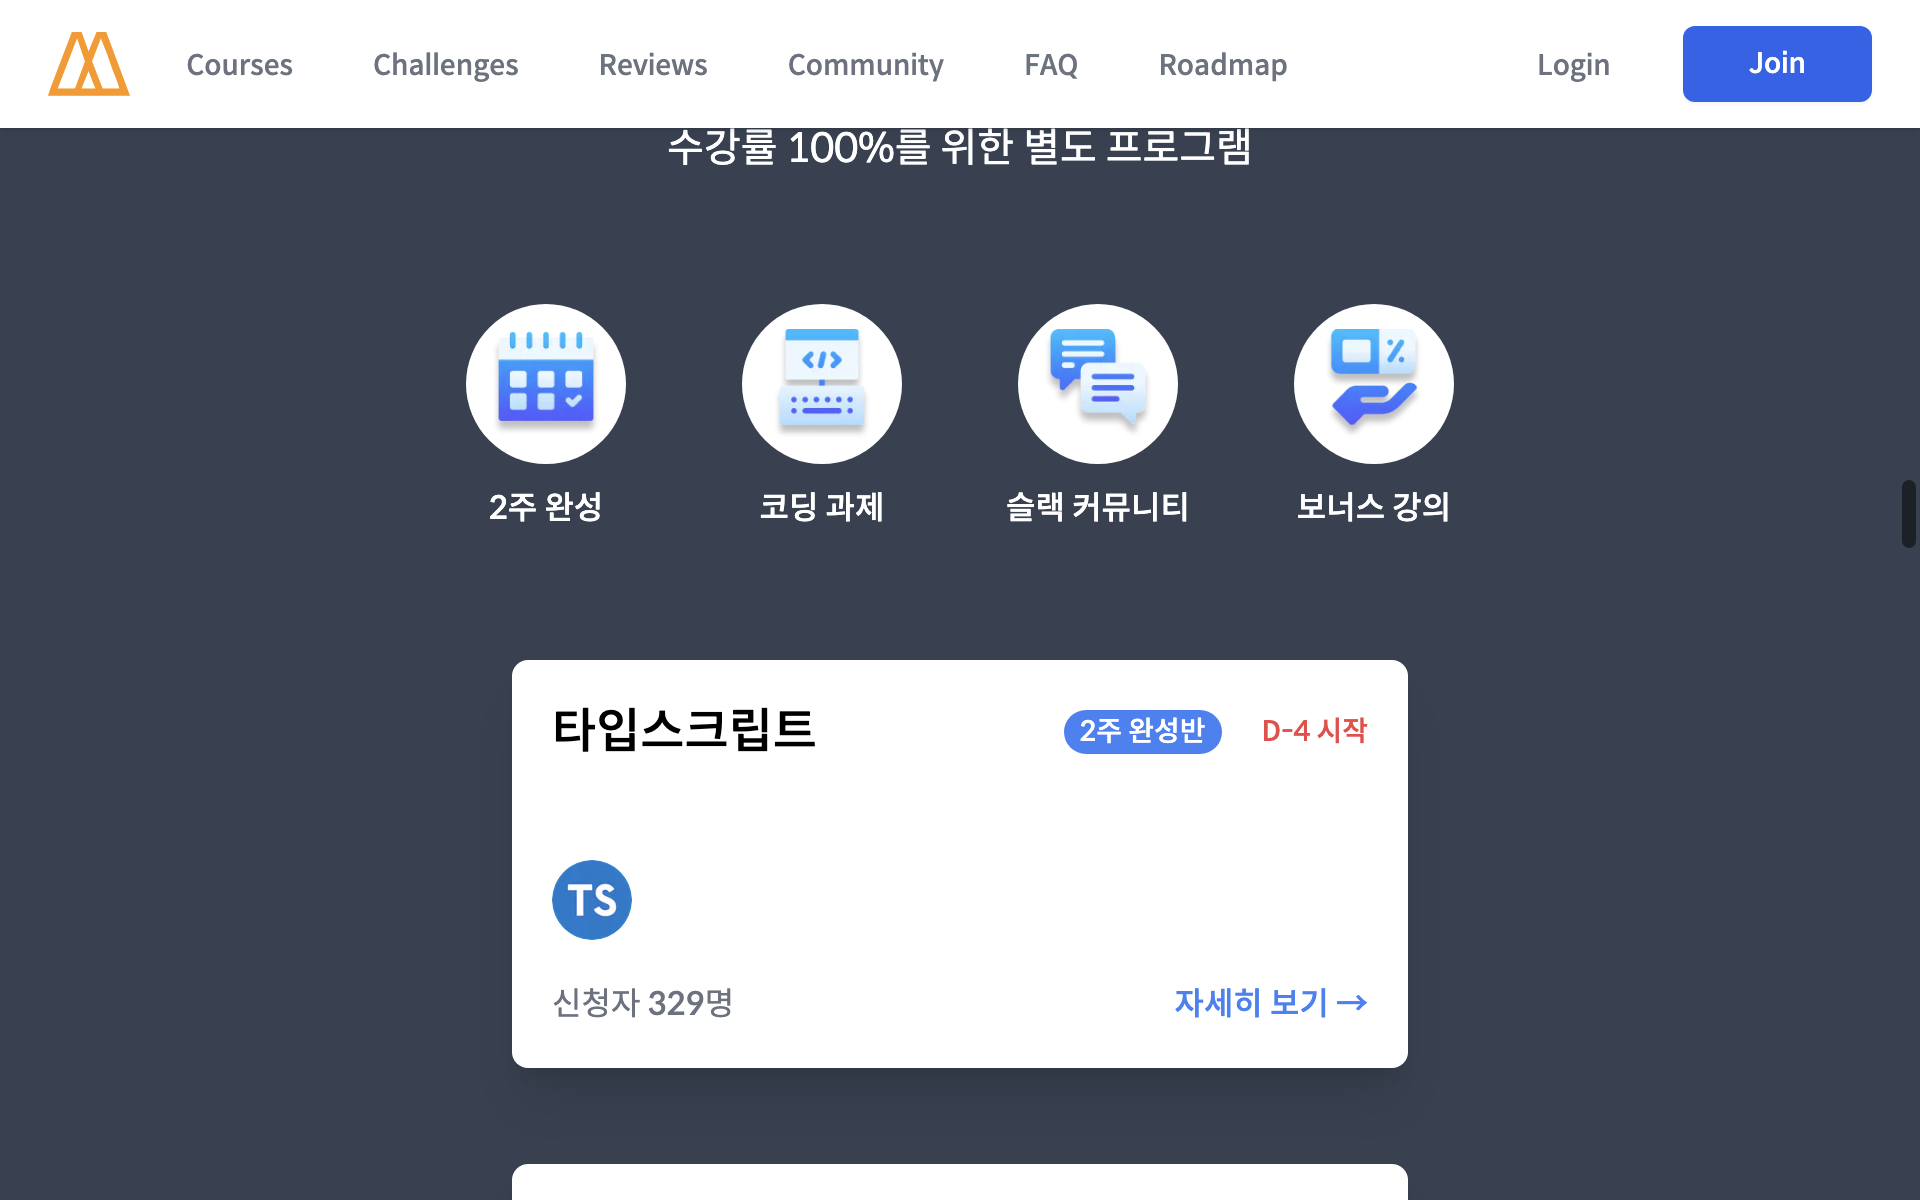 Courses Challenges Reviews Community FAQ Roadmap Login Join
수강률 100%를 위한 별도 프로그램
2주 완성 코딩 과제 슬랙 커뮤니티 보너스 강의
타입스크립트 2주 완성반 D-4 시작
TS
신청자 329명 자세히 보기 →